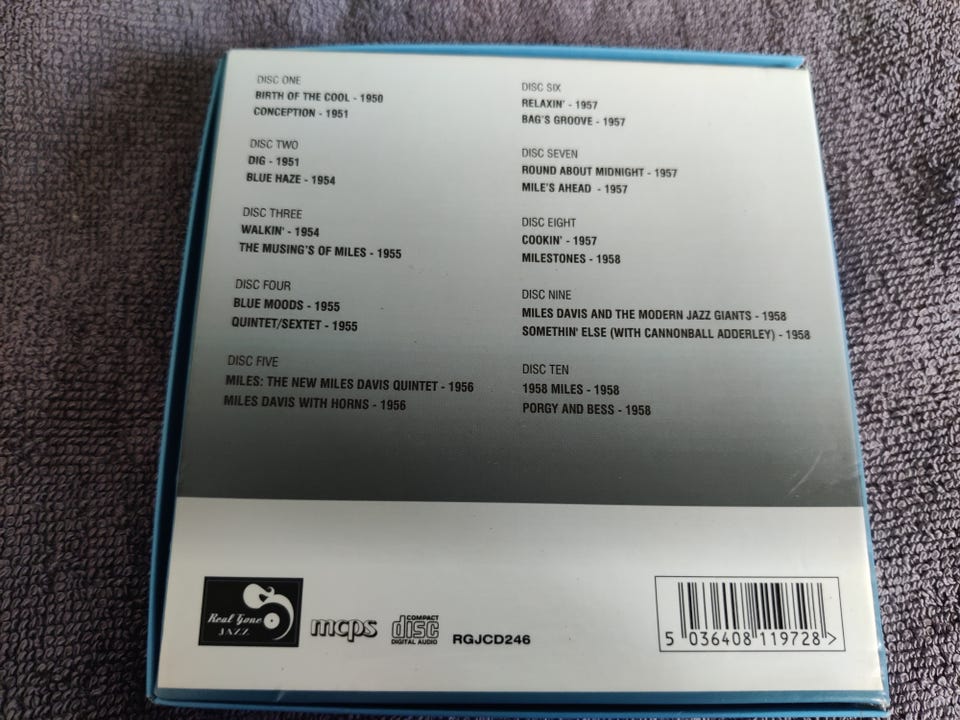 DISC ONE
BIRTH OF THE COOL - 1950
CONCEPTION - 1951
DISC TWO
DIG - 1951
BLUE HAZE - 1954
DISC THREE
WALKIN' - 1954
THE MUSING'S OF MILES - 1955
DISC FOUR
BLUE MOODS - 1955
QUINTET/SEXTET - 1955
DISC FIVE
MILES: THE NEW MILES DAVIS QUINTET - 1956
MILES DAVIS WITH HORNS - 1956
DISC SIX
RELAXIN' - 1957
BAG'S GROOVE - 1957
DISC SEVEN
ROUND ABOUT MIDNIGHT - 1957
MILE'S AHEAD - 1957
DISC EIGHT
COOKIN' - 1957
MILESTONES - 1958
DISC NINE
MILES DAVIS AND THE MODERN JAZZ GIANTS - 1958
SOMETHIN' ELSE (WITH CANNONBALL ADDERLEY) - 1958
DISC TEN
1958 MILES - 1958
PORGY AND BESS - 1958
Real Gone
JAZZ
mcps
COMPACT
disc
DIGITAL AUDIO
RGJCD246
5 036408 119728 >